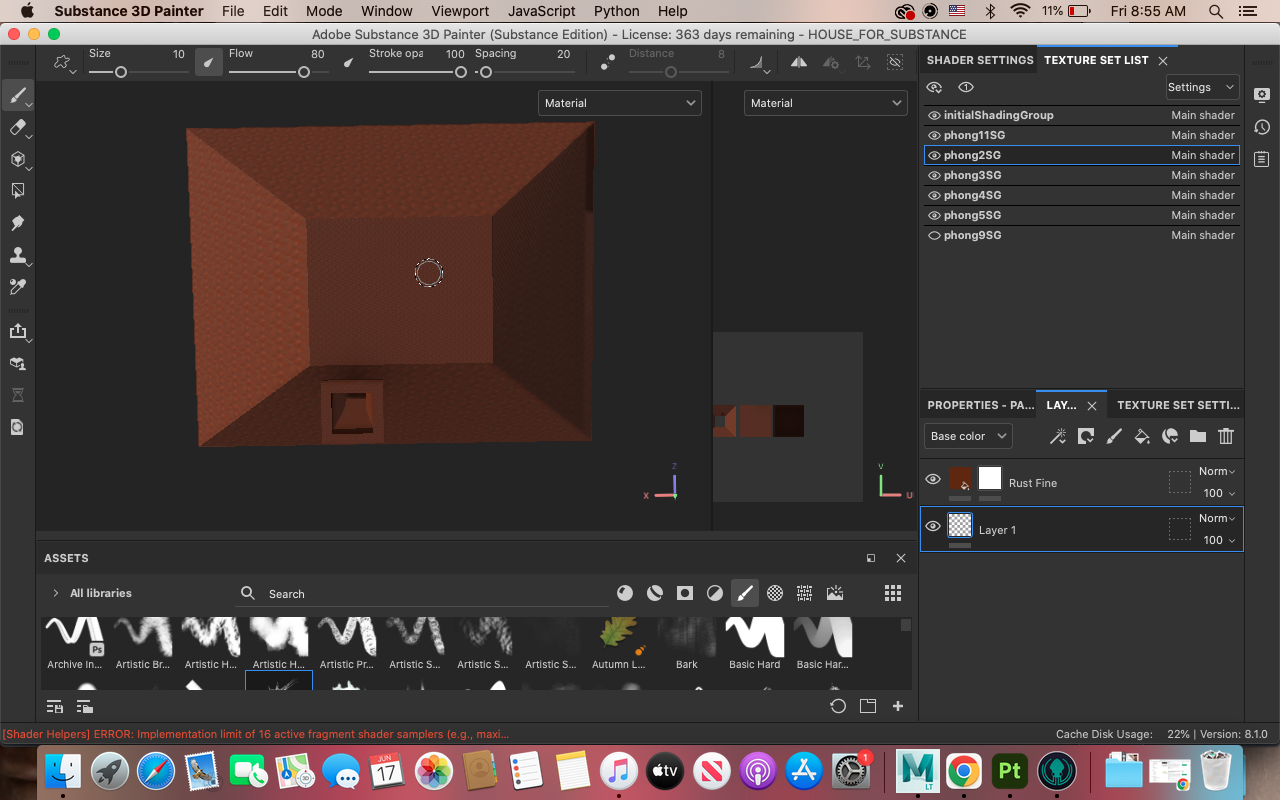 Substance 3D Painter File Edit Mode Window Viewport JavaScript Python Help 11% Fri 8:55 AM
Adobe Substance 3D Painter (Substance Edition) - License: 363 days remaining - HOUSE_FOR_SUBSTANCE
Size 10 Flow 80 Stroke opa 100 Spacing 20 Distance 8
Material
Material
Z
X
V
U
SHADER SETTINGS TEXTURE SET LIST
Settings
initialShadingGroup Main shader
phong11SG Main shader
phong2SG Main shader
phong3SG Main shader
phong4SG Main shader
phong5SG Main shader
phong9SG Main shader
PROPERTIES - PA... LAY... TEXTURE SET SETTI...
Base color
Rust Fine Norm
100
Layer 1 Norm
100
ASSETS
All libraries Search
Ps
Archive In... Artistic Br... Artistic H... Artistic H... Artistic Pr... Artistic S... Artistic S... Artistic S... Autumn L... Bark Basic Hard Basic Har...
[Shader Helpers] ERROR: Implementation limit of 16 active fragment shader samplers (e.g., maxi... Cache Disk Usage: 22% | Version: 8.1.0
JUN
17
tv
1
M
LT
Pt